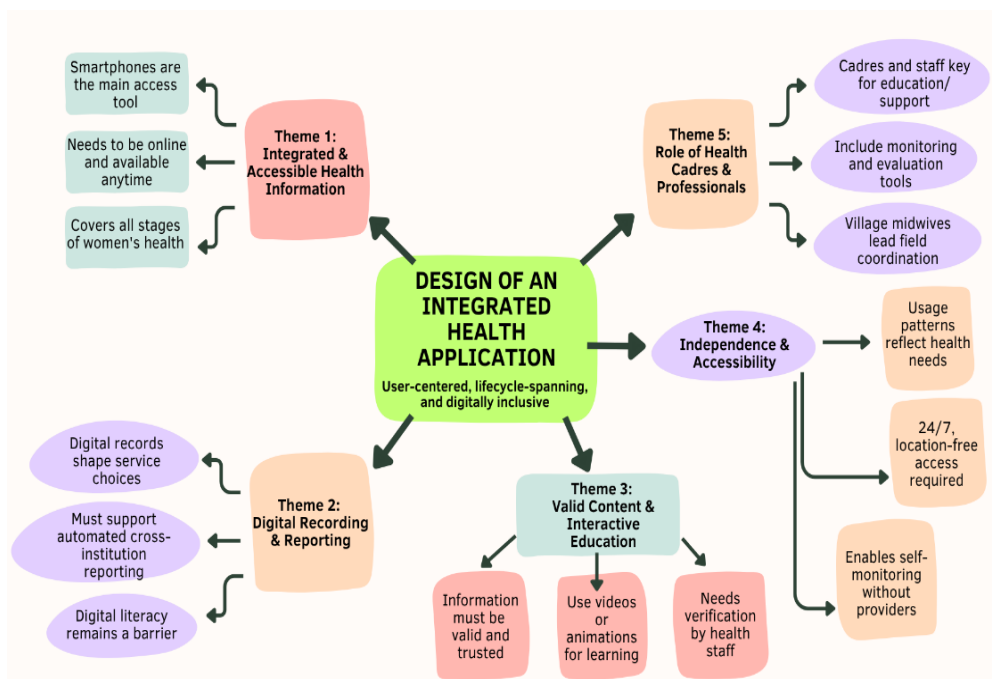 DESIGN OF AN
INTEGRATED
HEALTH
APPLICATION
User-centered, lifecycle-spanning,
and digitally inclusive
Theme 1:
Integrated &
Accessible Health
Information
Smartphones are
the main access
tool
Needs to be online
and available
anytime
Covers all stages
of women's health
Theme 2:
Digital Recording
& Reporting
Digital records
shape service
choices
Must support
automated cross-
institution
reporting
Digital literacy
remains a barrier
Theme 3:
Valid Content &
Interactive
Education
Information
must be
valid and
trusted
Use videos
or
animations
for learning
Needs
verification
by health
staff
Theme 4:
Independence &
Accessibility
Usage
patterns
reflect health
needs
24/7,
location-free
access
required
Enables self-
monitoring
without
providers
Theme 5:
Role of Health
Cadres &
Professionals
Cadres and staff key
for education/
support
Include monitoring
and evaluation
tools
Village midwives
lead field
coordination